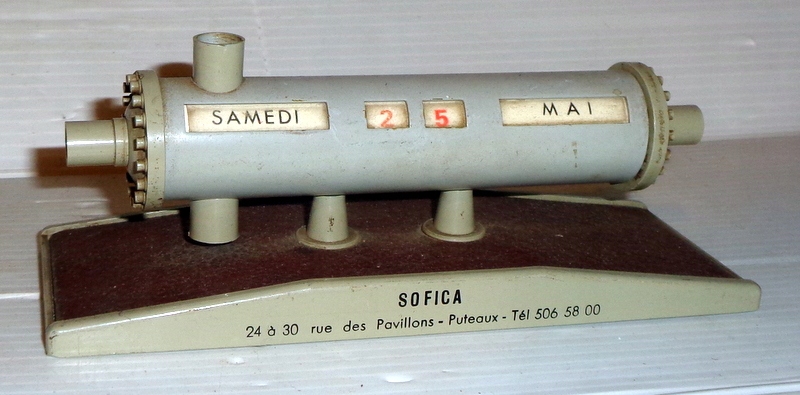 SAMEDI 2 5 MAI
SOFICA
24 à 30 rue des Pavillons - Puteaux - Tél 506 58 00